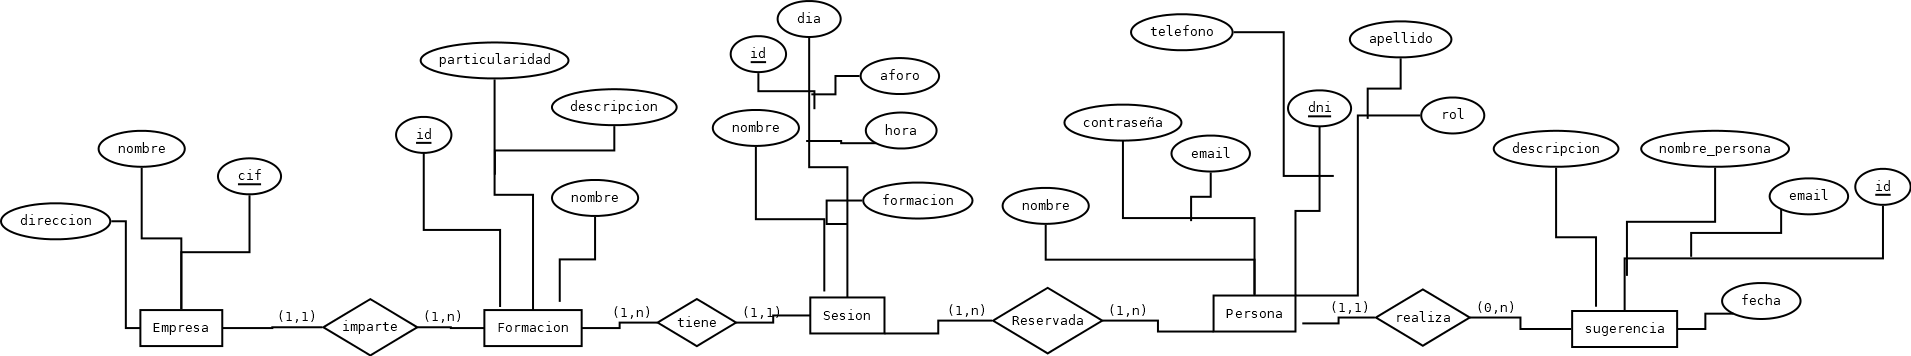 dia
telefono
apellido
id
particularidad
aforo
descripcion
dni
rol
contraseña
nombre
hora
id
email
nombre
descripcion
nombre_persona
cif
id
nombre
email
formacion
nombre
direccion
fecha
(1,1)
(1,n)
(1,n)
(1,1)
(1,n)
(1,n)
(1,1)
(0,n)
Empresa
imparte
Formacion
tiene
Sesion
Reservada
Persona
realiza
sugerencia